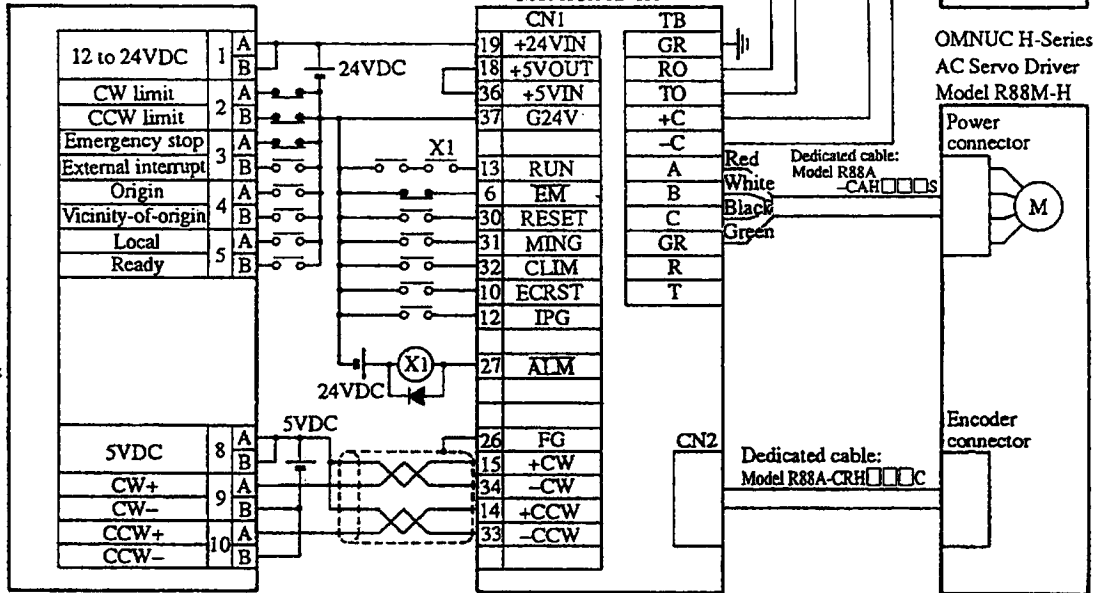 CN1
TB
12 to 24VDC 1 A B
CW limit 2 A
CCW limit B
Emergency stop 3 A
External interrupt B
Origin 4 A
Vicinity-of-origin B
Local 5 A
Ready B
5VDC 8 A B
CW+ 9 A
CW− B
CCW+ 10 A
CCW− B
24VDC
X1
X1
24VDC
5VDC
19 +24VIN
18 +5VOUT
36 +5VIN
37 G24V
13 RUN
6 EM
30 RESET
31 MING
32 CLIM
10 ECRST
12 IPG
27 ALM
26 FG
15 +CW
34 −CW
14 +CCW
33 −CCW
GR
RO
TO
+C
−C
A
B
C
GR
R
T
Red
White
Black
Green
Dedicated cable:
Model R88A
−CAH□□□S
CN2
Dedicated cable:
Model R88A-CRH□□□C
OMNUC H-Series
AC Servo Driver
Model R88M-H
Power
connector
M
Encoder
connector